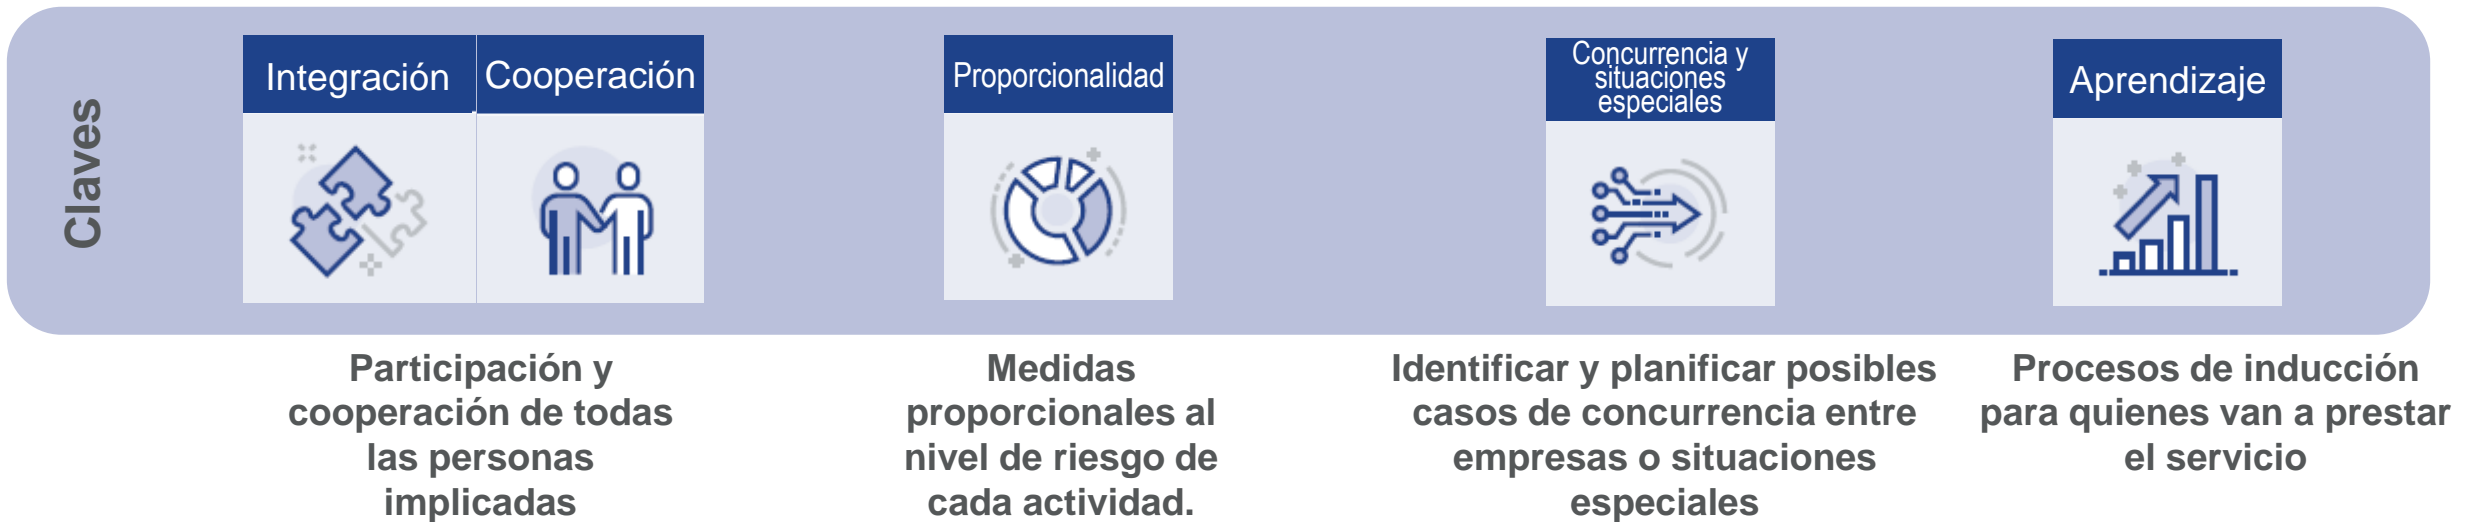 Claves
Integración
Cooperación
Proporcionalidad
Concurrencia y
situaciones
especiales
Aprendizaje
Participación y
cooperación de todas
las personas
implicadas
Medidas
proporcionales al
nivel de riesgo de
cada actividad.
Identificar y planificar posibles
casos de concurrencia entre
empresas o situaciones
especiales
Procesos de inducción
para quienes van a prestar
el servicio